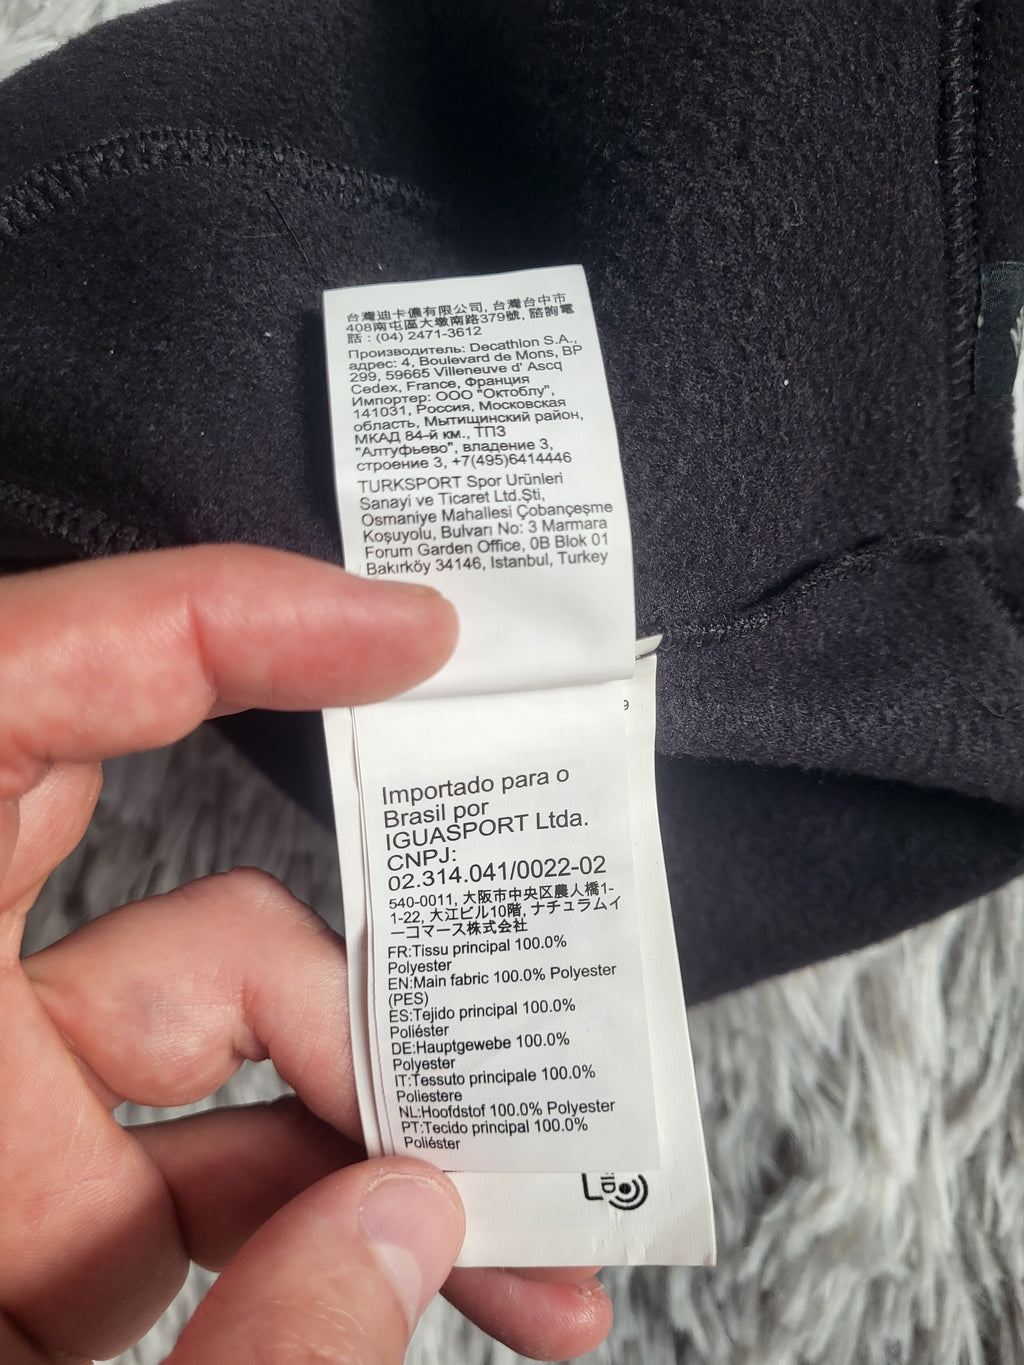 台灣迪卡儂有限公司, 台灣台中市
408南屯區大墩南路379號, 諮詢電
話 : (04) 2471-3612
Производитель: Decathlon S.A.,
адрес: 4, Boulevard de Mons, BP
299, 59665 Villeneuve d' Ascq
Cedex, France, Франция
Импортер: ООО "Октоблу",
141031, Россия, Московская
область, Мытищинский район,
МКАД 84-й км., ТПЗ
"Алтуфьево", владение 3,
строение 3, +7(495)6414446
TURKSPORT Spor Urünleri
Sanayi ve Ticaret Ltd.Şti,
Osmaniye Mahallesi Çobançeşme
Koşuyolu, Bulvarı No: 3 Marmara
Forum Garden Office, 0B Blok 01
Bakırköy 34146, Istanbul, Turkey
9
Importado para o
Brasil por
IGUASPORT Ltda.
CNPJ:
02.314.041/0022-02
540-0011, 大阪市中央区農人橋1-
1-22, 大江ビル10階, ナチュラムイ
ーコマース株式会社
FR:Tissu principal 100.0%
Polyester
EN:Main fabric 100.0% Polyester
(PES)
ES:Tejido principal 100.0%
Poliéster
DE:Hauptgewebe 100.0%
Polyester
IT:Tessuto principale 100.0%
Poliestere
NL:Hoofdstof 100.0% Polyester
PT:Tecido principal 100.0%
Poliéster